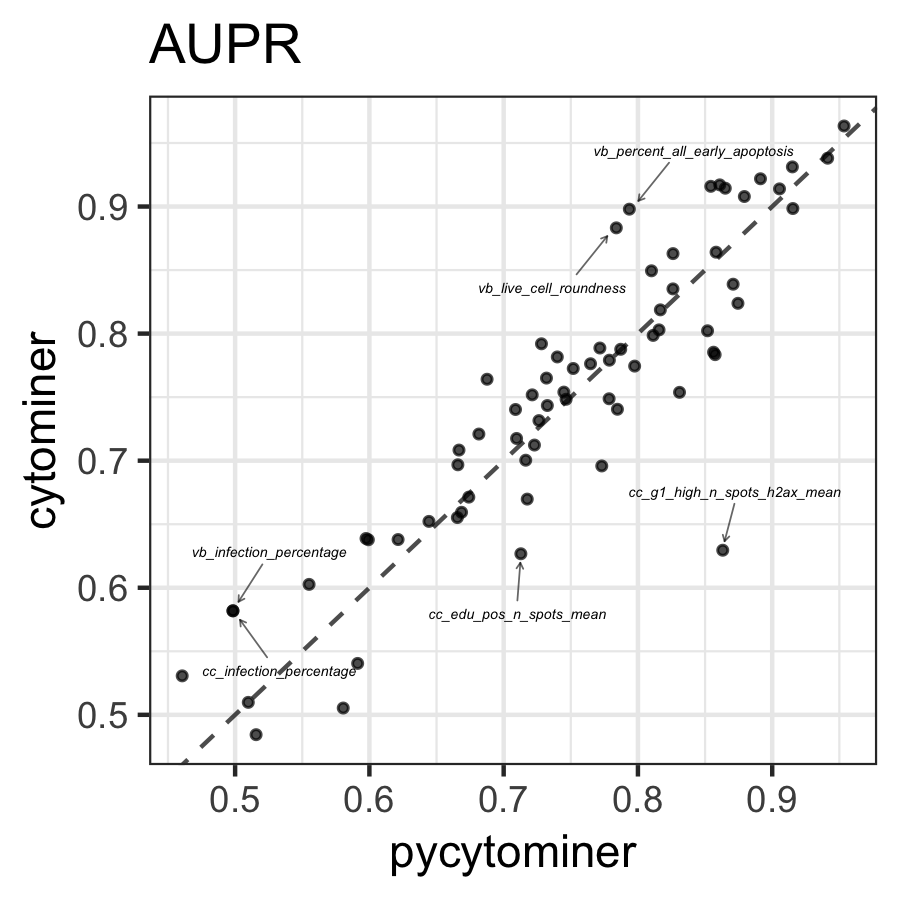 AUPR
vb_percent_all_early_apoptosis
0.9
vb_live_cell_roundness
0.8
cytominer
0.7
cc_g1_high_n_spots_h2ax_mean
vb_infection_percentage
0.6
cc_edu_pos_n_spots_mean
cc_infection_percentage
0.5
0.5 0.6 0.7 0.8 0.9
pycytominer